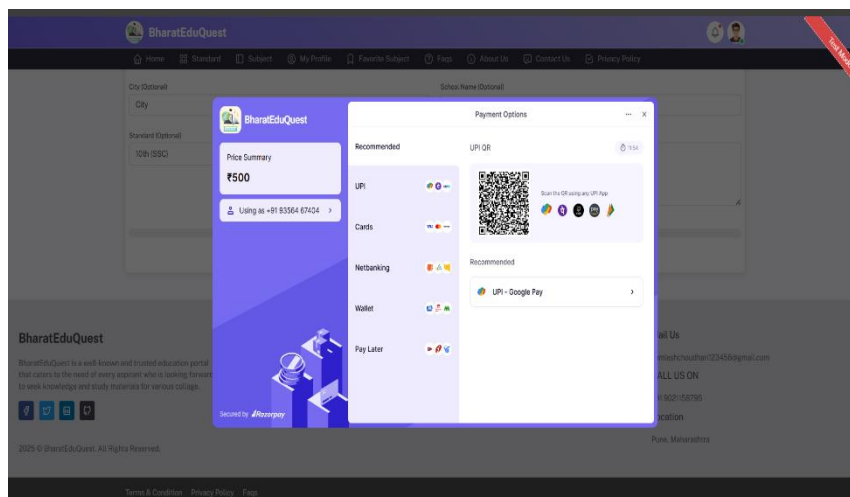 BharatEduQuest
Home Standard Subject My Profile Favorite Subject Faqs About Us Contact Us Privacy Policy
Test Mode
City (Optional)
School Name (Optional)
City
Standard (Optional)
10th (SSC)
BharatEduQuest
Price Summary
₹500
Using as +91 83564 67404
Secured by Razorpay
Payment Options
Recommended
UPI
Cards
Netbanking
Wallet
Pay Later
UPI QR
Scan the QR using any UPI App
Recommended
UPI - Google Pay
BharatEduQuest
BharatEduQuest is a well-known and trusted education portal
that caters to the need of every aspirant who is looking forward
to seek knowledge and study materials for various collage.
2025 © BharatEduQuest. All Rights Reserved.
ail Us
ALL US ON
ocation
Pune, Maharashtra
Terms & Condition Privacy Policy Faqs